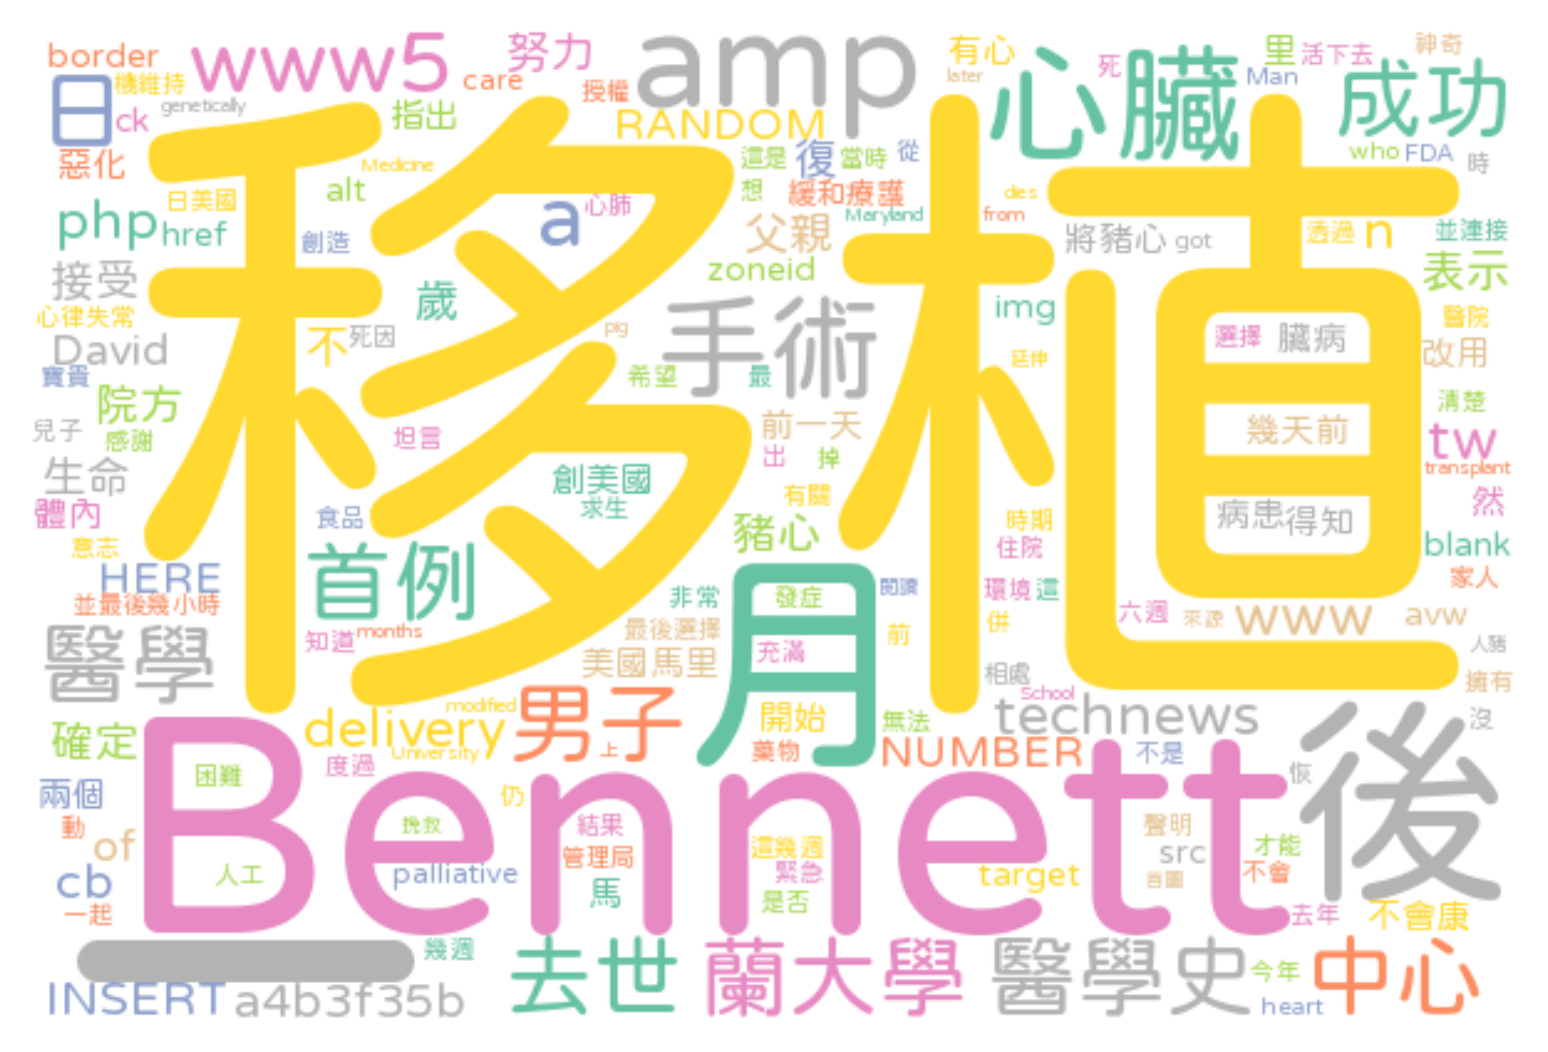 border
www5
努力
amp
有心
里
活下去
神奇
日
機維持
genetically
care
授權
later
心臟
死
Man
成功
ck
指出
RANDOM
who
FDA
時
惡化
移植
Medicine
這是
復
當時
從
日美國
alt
心肺
想
緩和療護
dies
php
href
創造
a
父親
Maryland
from
將豬心
got
透過
n
並連接
接受
歲
zoneid
表示
心律失常
手術
img
醫院
David
不
死因
pig
選擇
臟病
改用
寶貴
希望
最
延伸
院方
清楚
兒子
感謝
坦言
前一天
幾天前
tw
生命
創美國
出
掉
transplant
體內
食品
求生
有關
時期
病患
得知
然
意志
豬心
住院
blank
HERE
首例
月
家人
並最後幾小時
非常
發症
閱讀
環境
這
六週
來源
www
avw
醫學
知道
months
最後選擇
充滿
前
併
人豬
美國馬里
相處
擁有
確定
delivery
modified
男子
開始
無法
School
technews
後
沒
University
上
藥物
NUMBER
不是
度過
困難
Bennett
恢
兩個
仍
動
挽救
結果
聲明
of
管理局
這幾週
src
才能
cb
人工
palliative
馬
緊急
target
首圖
不會
一起
是否
去年
不會康
幾週
去世
蘭大學
醫學史
今年
中心
INSERT
a4b3f35b
heart